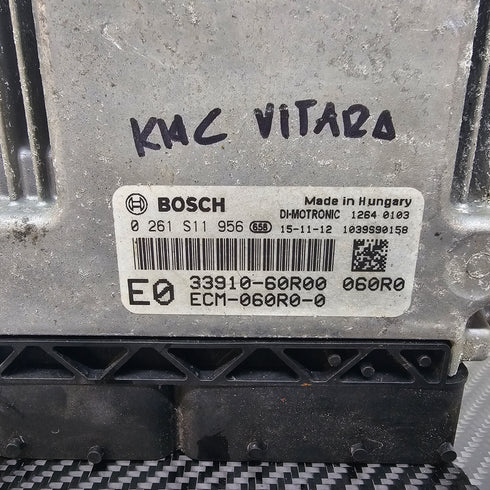 KMC VITARA
BOSCH Made in Hungary
DI-MOTRONIC 1264 0103
0 261 S11 956 658 15-11-12 1039S90158
E0 33910-60R00 060R0
ECM-060R0-0